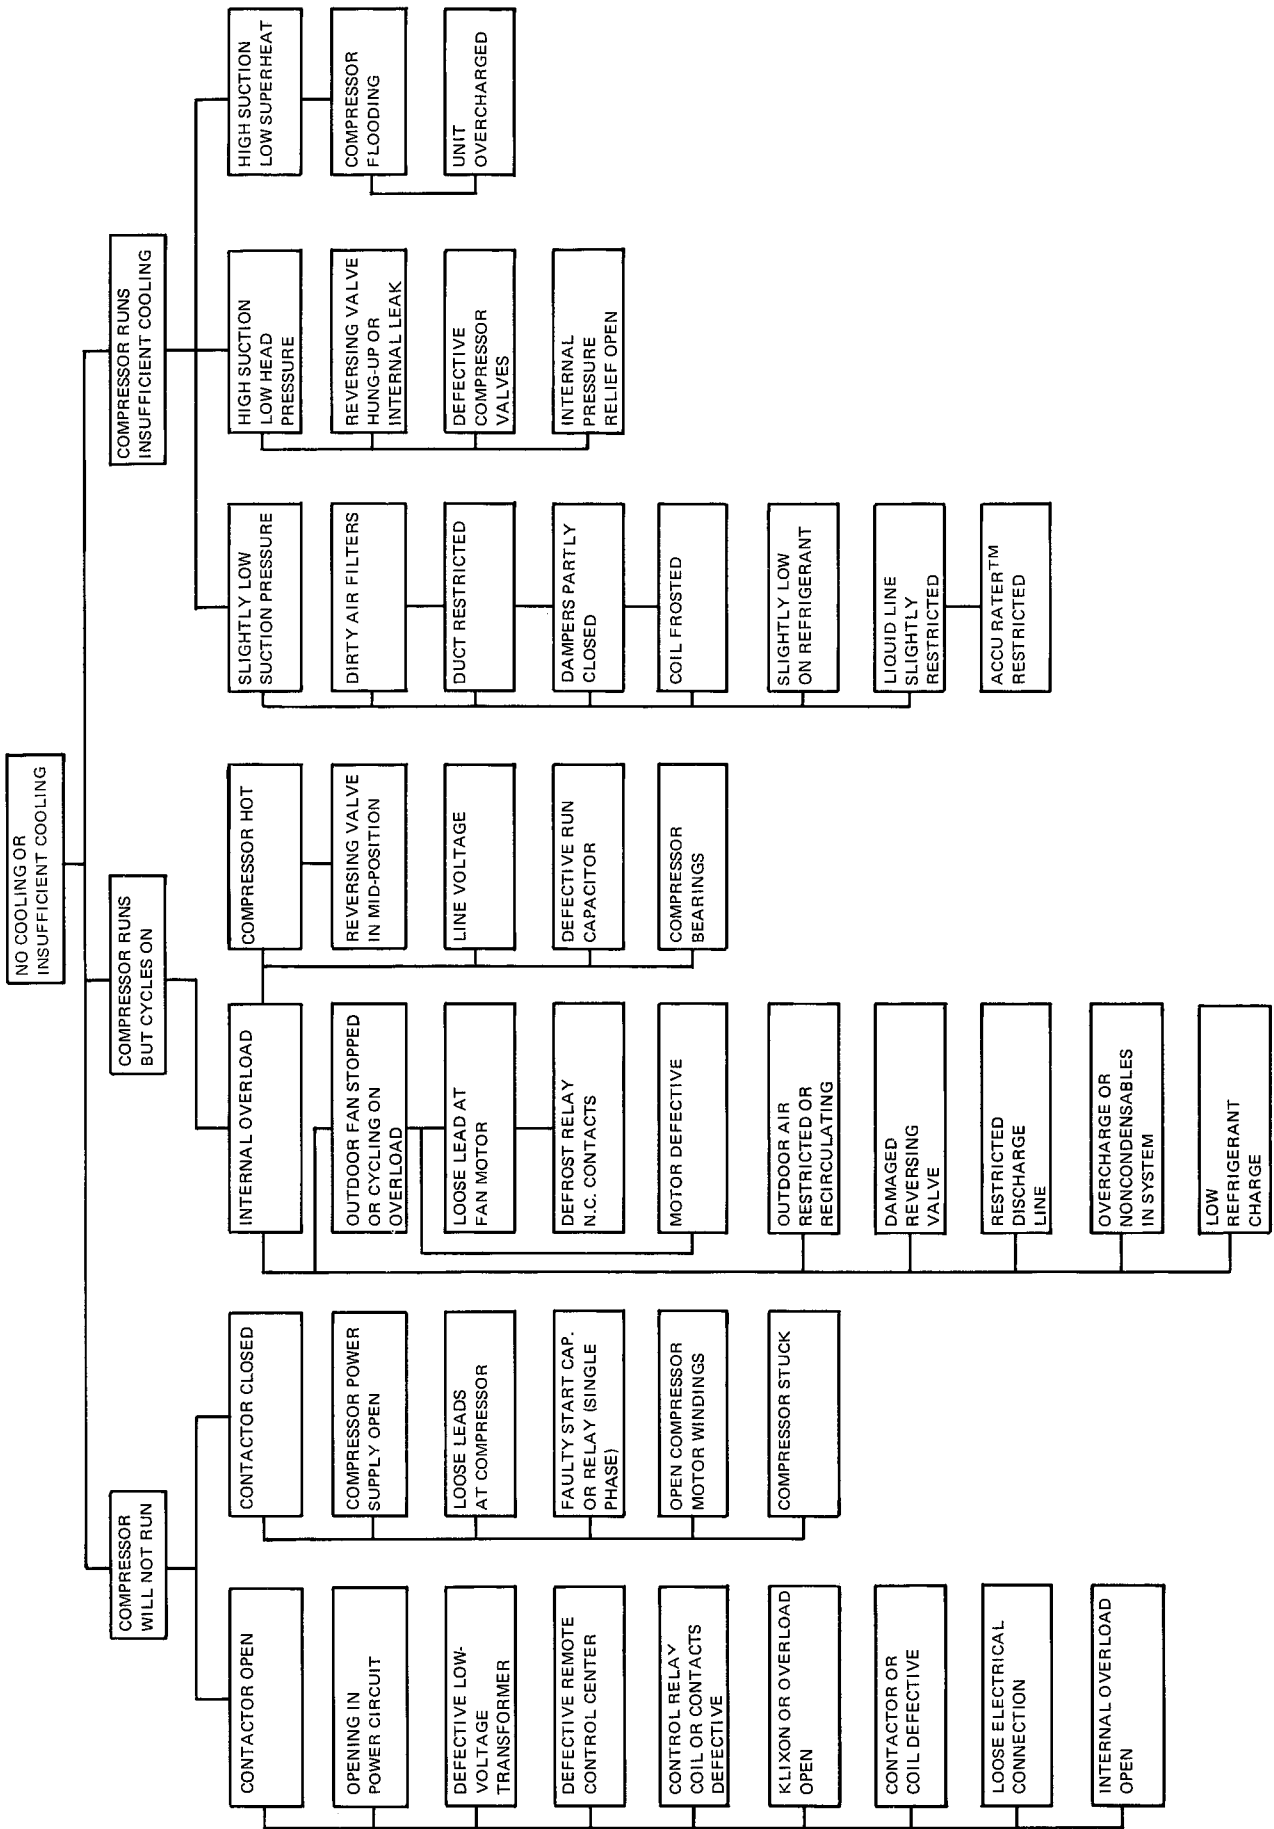 NO COOLING OR
INSUFFICIENT COOLING
COMPRESSOR
WILL NOT RUN
COMPRESSOR RUNS
BUT CYCLES ON
COMPRESSOR RUNS
INSUFFICIENT COOLING
CONTACTOR OPEN
OPENING IN
POWER CIRCUIT
DEFECTIVE LOW-
VOLTAGE
TRANSFORMER
DEFECTIVE REMOTE
CONTROL CENTER
CONTROL RELAY
COIL OR CONTACTS
DEFECTIVE
KLIXON OR OVERLOAD
OPEN
CONTACTOR OR
COIL DEFECTIVE
LOOSE ELECTRICAL
CONNECTION
INTERNAL OVERLOAD
OPEN
CONTACTOR CLOSED
COMPRESSOR POWER
SUPPLY OPEN
LOOSE LEADS
AT COMPRESSOR
FAULTY START CAP.
OR RELAY (SINGLE
PHASE)
OPEN COMPRESSOR
MOTOR WINDINGS
COMPRESSOR STUCK
INTERNAL OVERLOAD
OUTDOOR FAN STOPPED
OR CYCLING ON
OVERLOAD
LOOSE LEAD AT
FAN MOTOR
DEFROST RELAY
N.C. CONTACTS
MOTOR DEFECTIVE
OUTDOOR AIR
RESTRICTED OR
RECIRCULATING
DAMAGED
REVERSING
VALVE
RESTRICTED
DISCHARGE
LINE
OVERCHARGE OR
NONCONDENSABLES
IN SYSTEM
LOW
REFRIGERANT
CHARGE
COMPRESSOR HOT
REVERSING VALVE
IN MID-POSITION
LINE VOLTAGE
DEFECTIVE RUN
CAPACITOR
COMPRESSOR
BEARINGS
SLIGHTLY LOW
SUCTION PRESSURE
DIRTY AIR FILTERS
DUCT RESTRICTED
DAMPERS PARTLY
CLOSED
COIL FROSTED
SLIGHTLY LOW
ON REFRIGERANT
LIQUID LINE
SLIGHTLY
RESTRICTED
ACCU RATER™
RESTRICTED
HIGH SUCTION
LOW HEAD
PRESSURE
REVERSING VALVE
HUNG-UP OR
INTERNAL LEAK
DEFECTIVE
COMPRESSOR
VALVES
INTERNAL
PRESSURE
RELIEF OPEN
HIGH SUCTION
LOW SUPERHEAT
COMPRESSOR
FLOODING
UNIT
OVERCHARGED